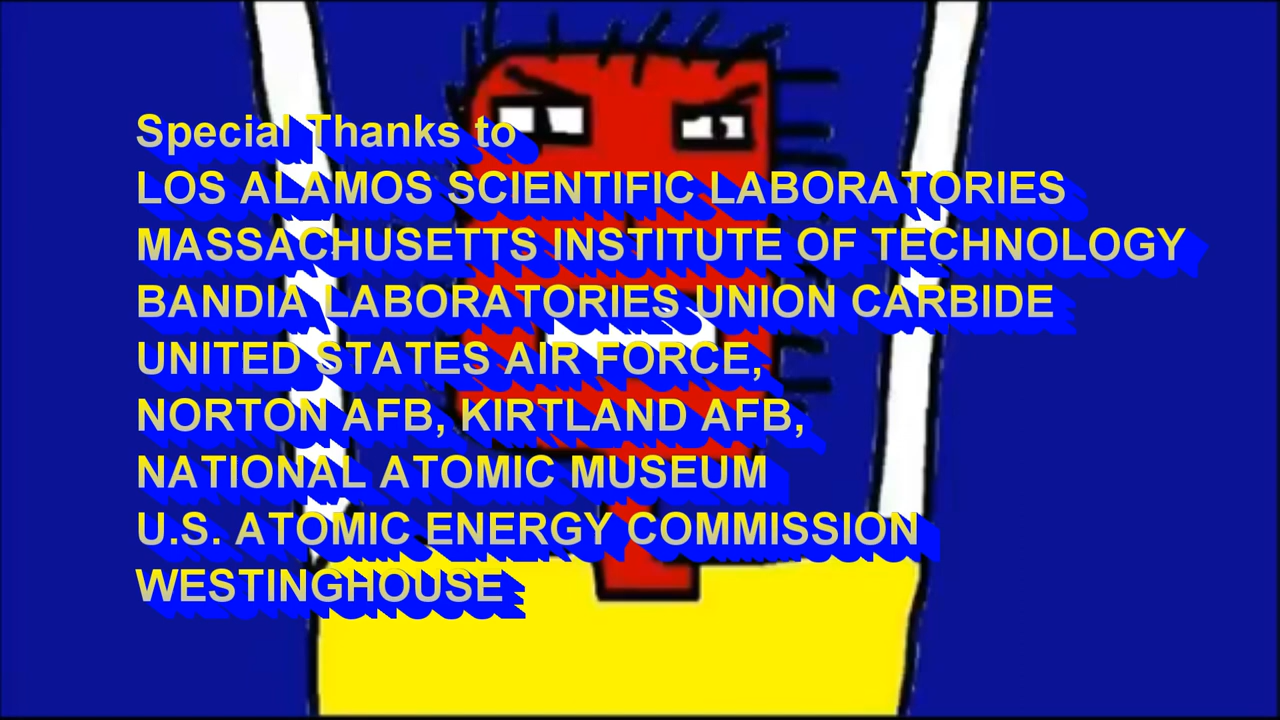 Special Thanks to
LOS ALAMOS SCIENTIFIC LABORATORIES
MASSACHUSETTS INSTITUTE OF TECHNOLOGY
BANDIA LABORATORIES UNION CARBIDE
UNITED STATES AIR FORCE,
NORTON AFB, KIRTLAND AFB,
NATIONAL ATOMIC MUSEUM
U.S. ATOMIC ENERGY COMMISSION
WESTINGHOUSE